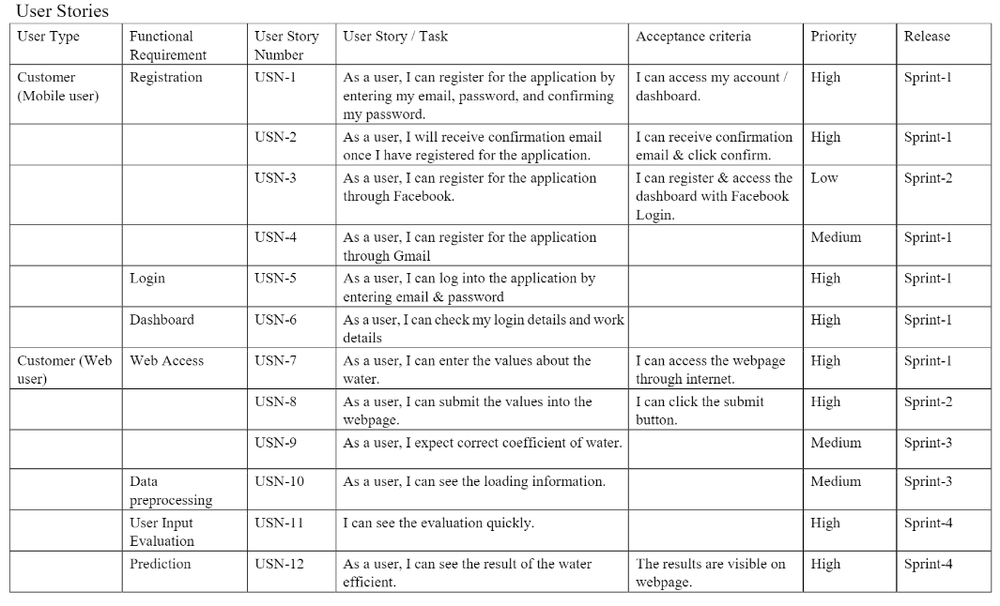 User Stories
User Type Functional Requirement User Story Number User Story / Task Acceptance criteria Priority Release
Customer (Mobile user) Registration USN-1 As a user, I can register for the application by entering my email, password, and confirming my password. I can access my account / dashboard. High Sprint-1
USN-2 As a user, I will receive confirmation email once I have registered for the application. I can receive confirmation email & click confirm. High Sprint-1
USN-3 As a user, I can register for the application through Facebook. I can register & access the dashboard with Facebook Login. Low Sprint-2
USN-4 As a user, I can register for the application through Gmail Medium Sprint-1
Login USN-5 As a user, I can log into the application by entering email & password High Sprint-1
Dashboard USN-6 As a user, I can check my login details and work details High Sprint-1
Customer (Web user) Web Access USN-7 As a user, I can enter the values about the water. I can access the webpage through internet. High Sprint-1
USN-8 As a user, I can submit the values into the webpage. I can click the submit button. High Sprint-2
USN-9 As a user, I expect correct coefficient of water. Medium Sprint-3
Data preprocessing USN-10 As a user, I can see the loading information. Medium Sprint-3
User Input Evaluation USN-11 I can see the evaluation quickly. High Sprint-4
Prediction USN-12 As a user, I can see the result of the water efficient. The results are visible on webpage. High Sprint-4